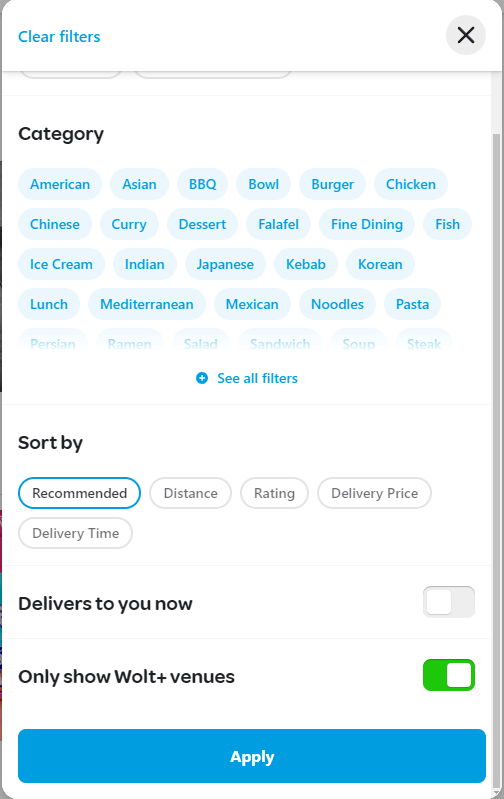 Clear filters
Category
American Asian BBQ Bowl Burger Chicken
Chinese Curry Dessert Falafel Fine Dining Fish
Ice Cream Indian Japanese Kebab Korean
Lunch Mediterranean Mexican Noodles Pasta
Persian Ramen Salad Sandwich Soup Steak
See all filters
Sort by
Recommended Distance Rating Delivery Price
Delivery Time
Delivers to you now
Only show Wolt+ venues
Apply